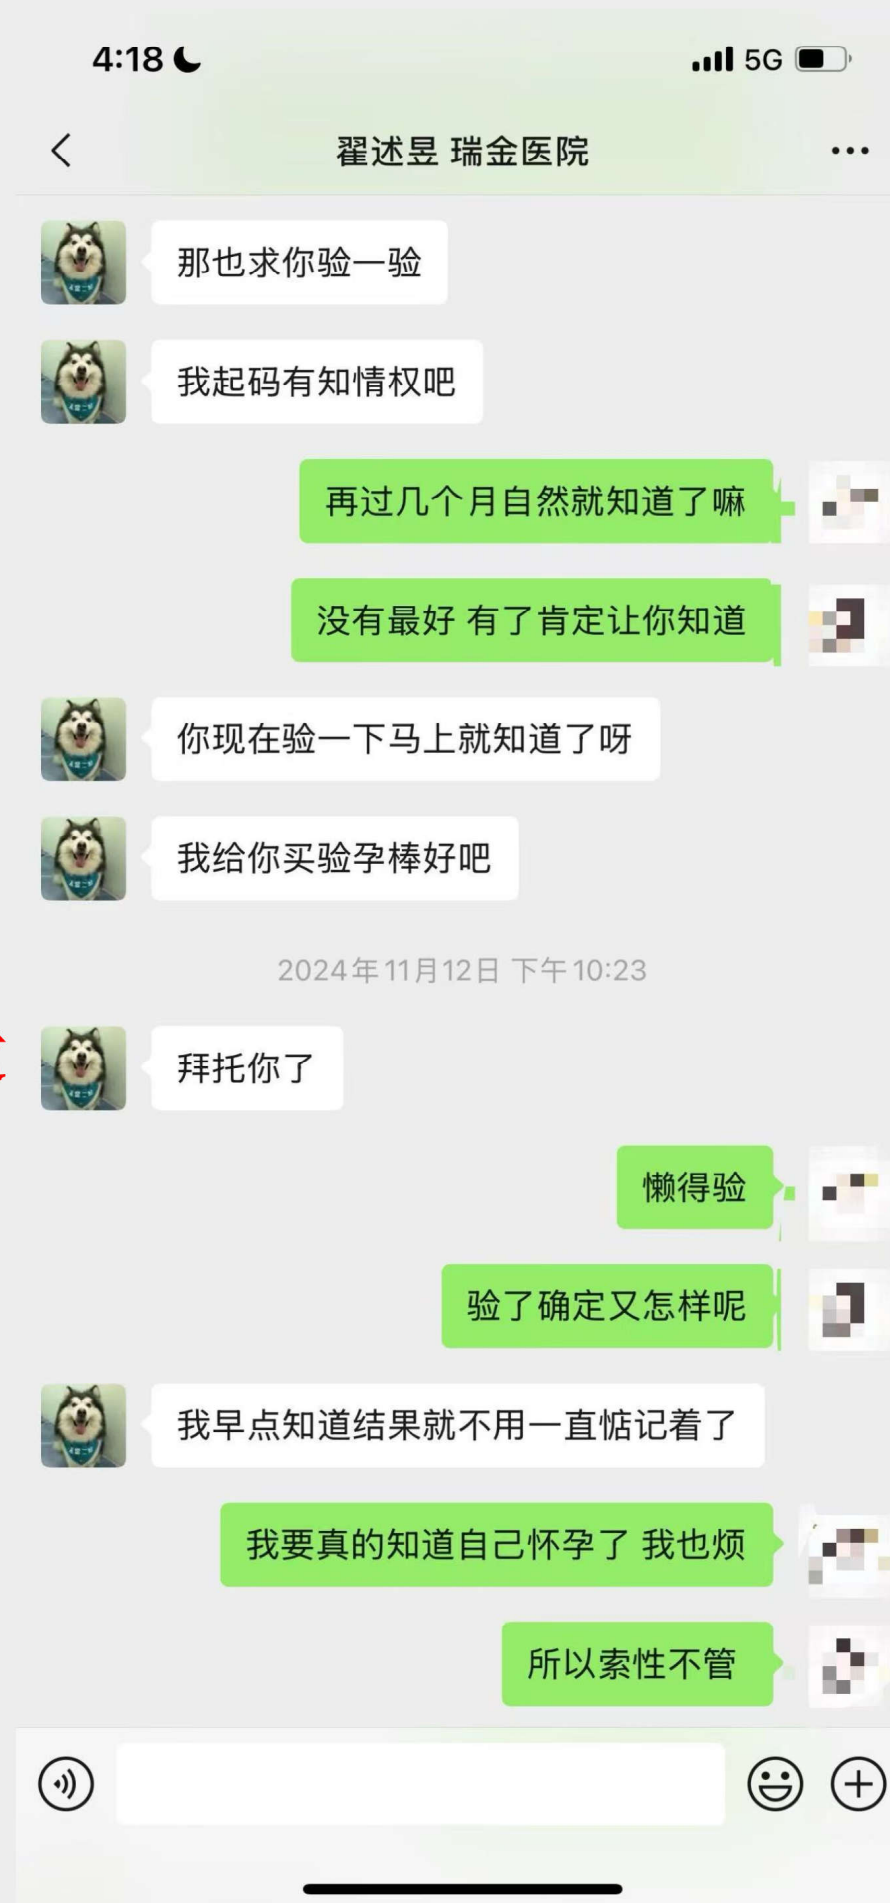 4:18
5G
翟述昱 瑞金医院
那也求你验一验
我起码有知情权吧
再过几个月自然就知道了嘛
没有最好 有了肯定让你知道
你现在验一下马上就知道了呀
我给你买验孕棒好吧
2024年11月12日 下午10:23
拜托你了
懒得验
验了确定又怎样呢
我早点知道结果就不用一直惦记着了
我要真的知道自己怀孕了 我也烦
所以索性不管